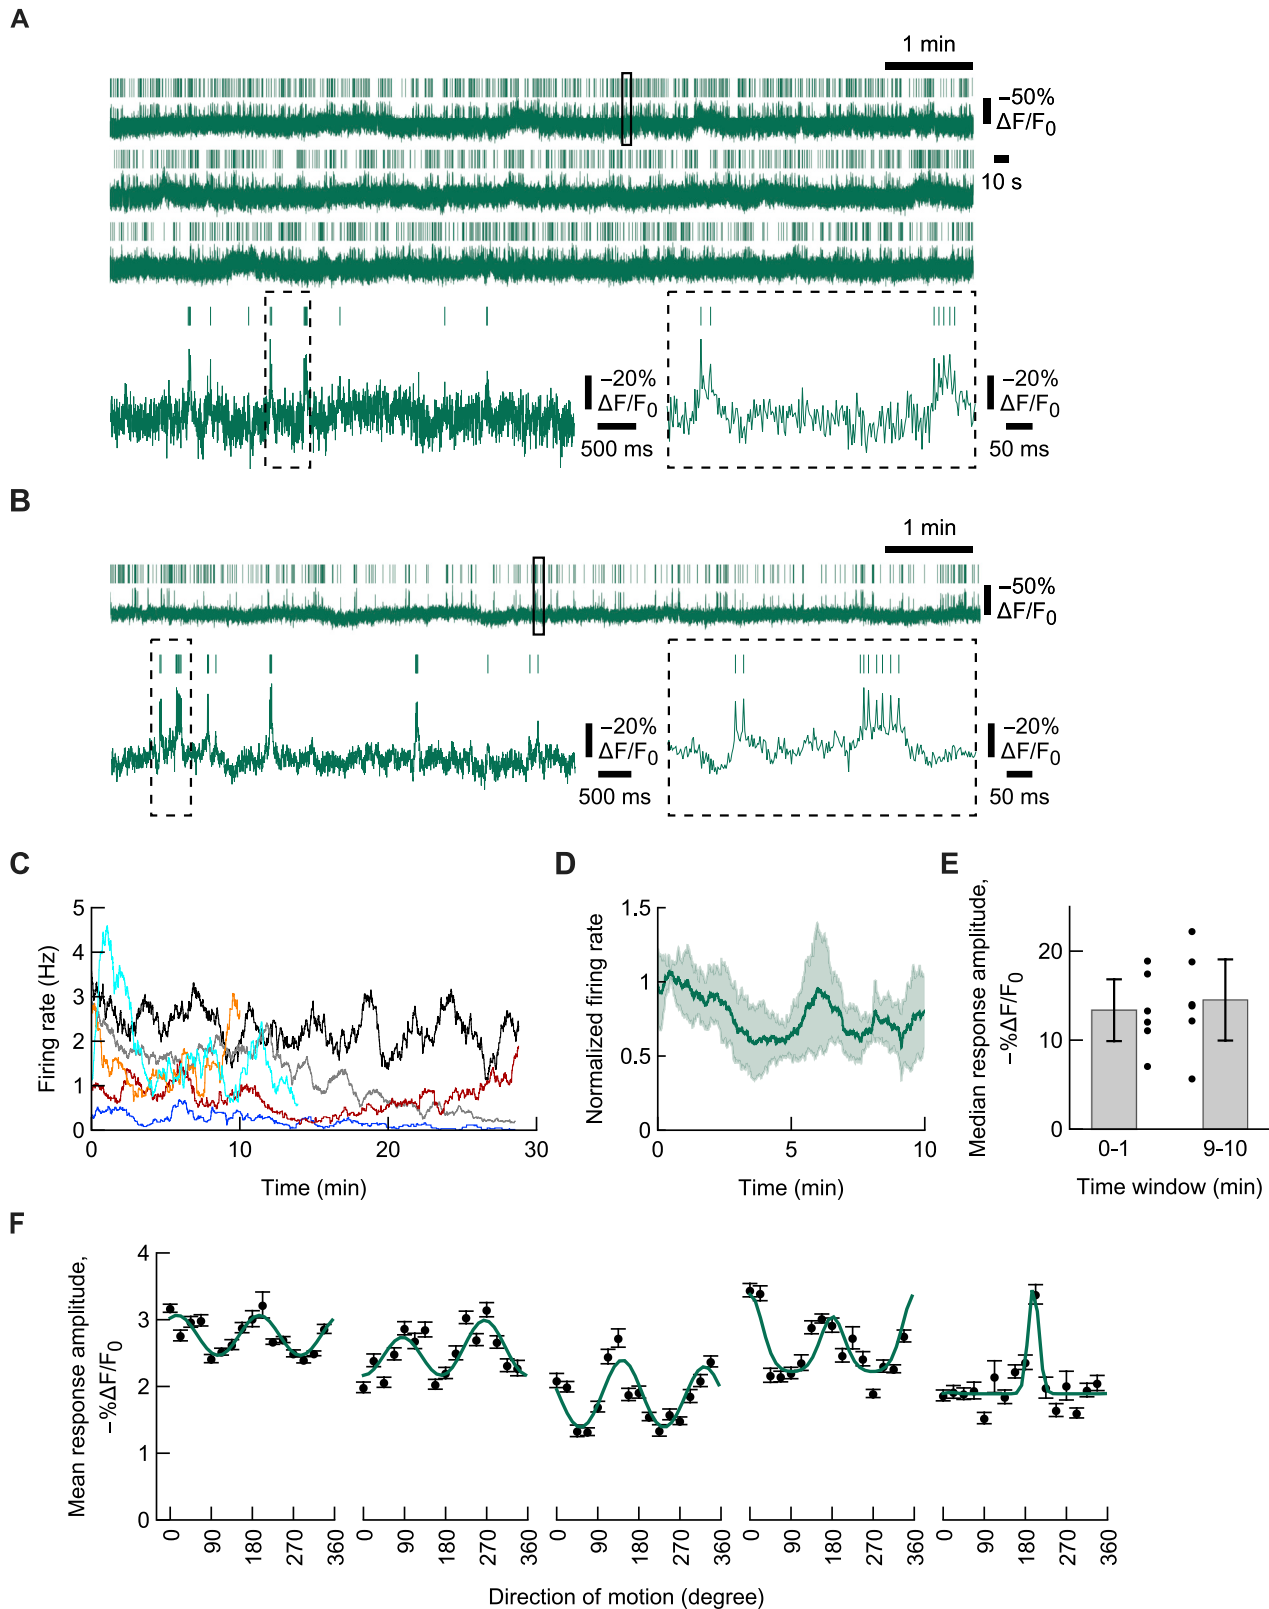 A
1 min
−50%
ΔF/F0
10 s
−20%
ΔF/F0
500 ms
−20%
ΔF/F0
50 ms
B
1 min
−50%
ΔF/F0
−20%
ΔF/F0
500 ms
−20%
ΔF/F0
50 ms
C
Firing rate (Hz)
5
4
3
2
1
0
0 10 20 30
Time (min)
D
Normalized firing rate
1.5
1
0.5
0
0 5 10
Time (min)
E
Median response amplitude,
-%ΔF/F0
20
10
0
0-1 9-10
Time window (min)
F
Mean response amplitude,
-%ΔF/F0
4
3
2
1
0
0 90 180 270 360
0 90 180 270 360
0 90 180 270 360
0 90 180 270 360
0 90 180 270 360
Direction of motion (degree)